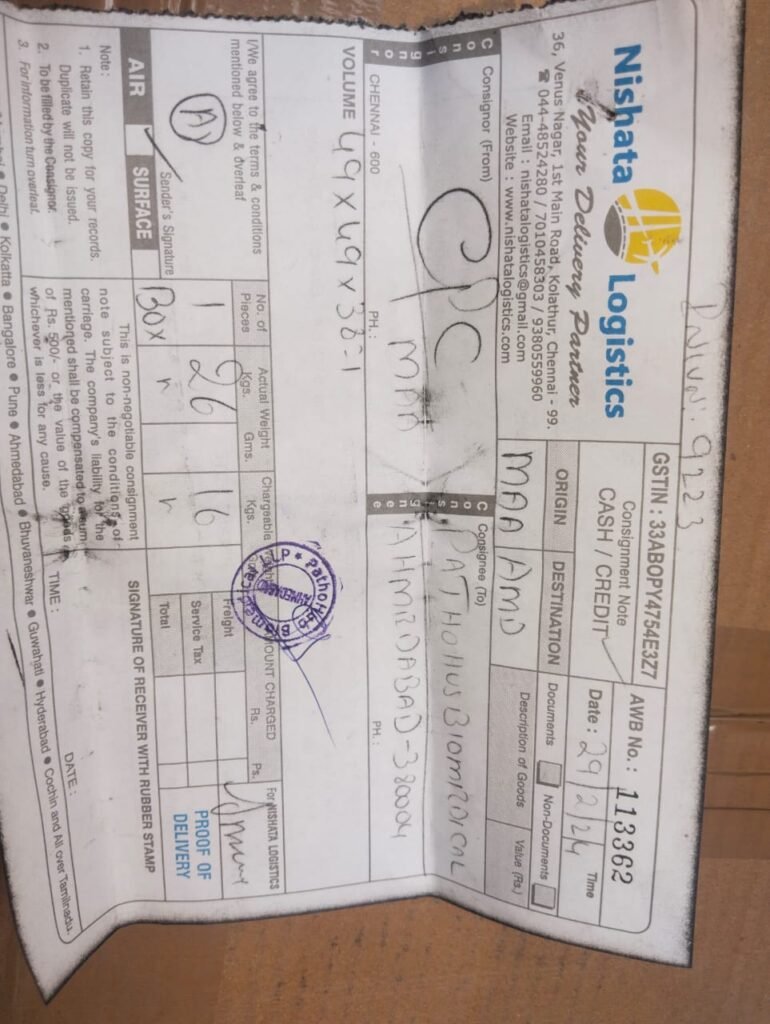 9223
Nishata Logistics
Your Delivery Partner
36, Venus Nagar, 1st Main Road, Kolathur, Chennai - 99.
☎ 044-48524280 / 7010458303 / 9380559960
Email : nishatalogistics@gmail.com
Website : www.nishatalogistics.com
GSTIN : 33ABOPY4754E3Z7
Consignment Note
CASH / CREDIT
AWB No.: 113362
Date : 29/2/24 Time
ORIGIN
DESTINATION
MAA
AMD
Documents
Non-Documents
Description of Goods
Value (Rs.)
Consignor
Consignor (From)
CPC
MAA
CHENNAI - 600
PH.:
Consignee
Consignee (To)
PATHOHUS BIOMEDICAL
AHMEDABAD-380004
PH.:
VOLUME 49X49X38-1
I/We agree to the terms & conditions
mentioned below & overleaf
Sender's Signature
AIR
SURFACE
No. of
Pieces
Actual Weight
Kgs.
Gms.
Chargeable
Kgs.
1
BOX
26
16
AMOUNT CHARGED
Rs.
Ps.
Freight
Service Tax
Total
For NISHATA LOGISTICS
PROOF OF
DELIVERY
Note :
1. Retain this copy for your records.
Duplicate will not be issued.
2. To be filled by the Consignor.
3. For information turn overleaf.
This is non-negotiable consignment
note subject to the conditions of
carriage. The company's liability for the
mentioned shall be compensated to
of Rs. 500/- or the value of the goods
whichever is less for any cause.
SIGNATURE OF RECEIVER WITH RUBBER STAMP
TIME :
DATE :
Delhi ● Kolkatta ● Bangalore ● Pune ● Ahmedabad ● Bhuvaneshwar ● Guwahati ● Hyderabad ● Cochin and All over Tamilnadu.